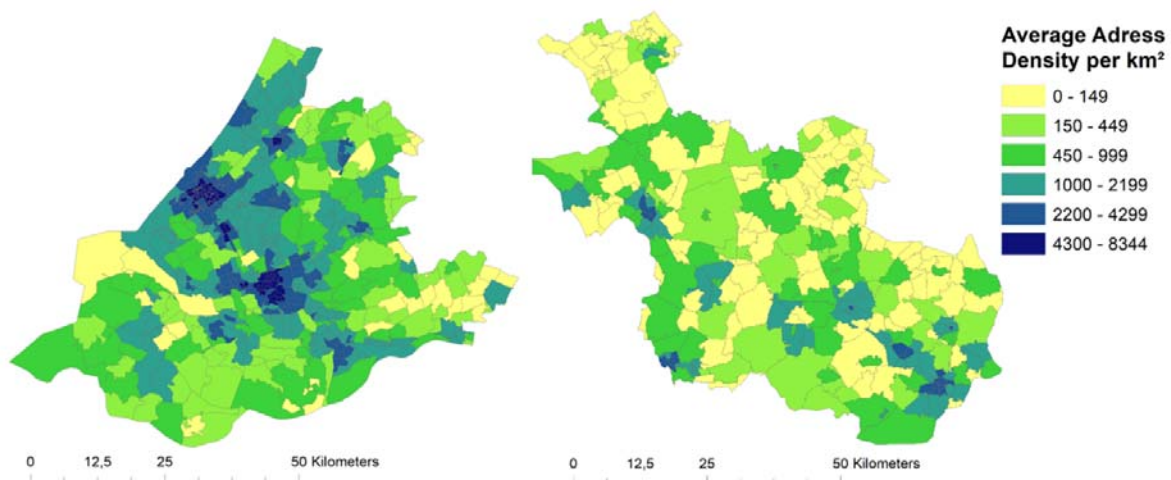 Average Adress
Density per km²
0 - 149
150 - 449
450 - 999
1000 - 2199
2200 - 4299
4300 - 8344
0 12,5 25 50 Kilometers
0 12,5 25 50 Kilometers